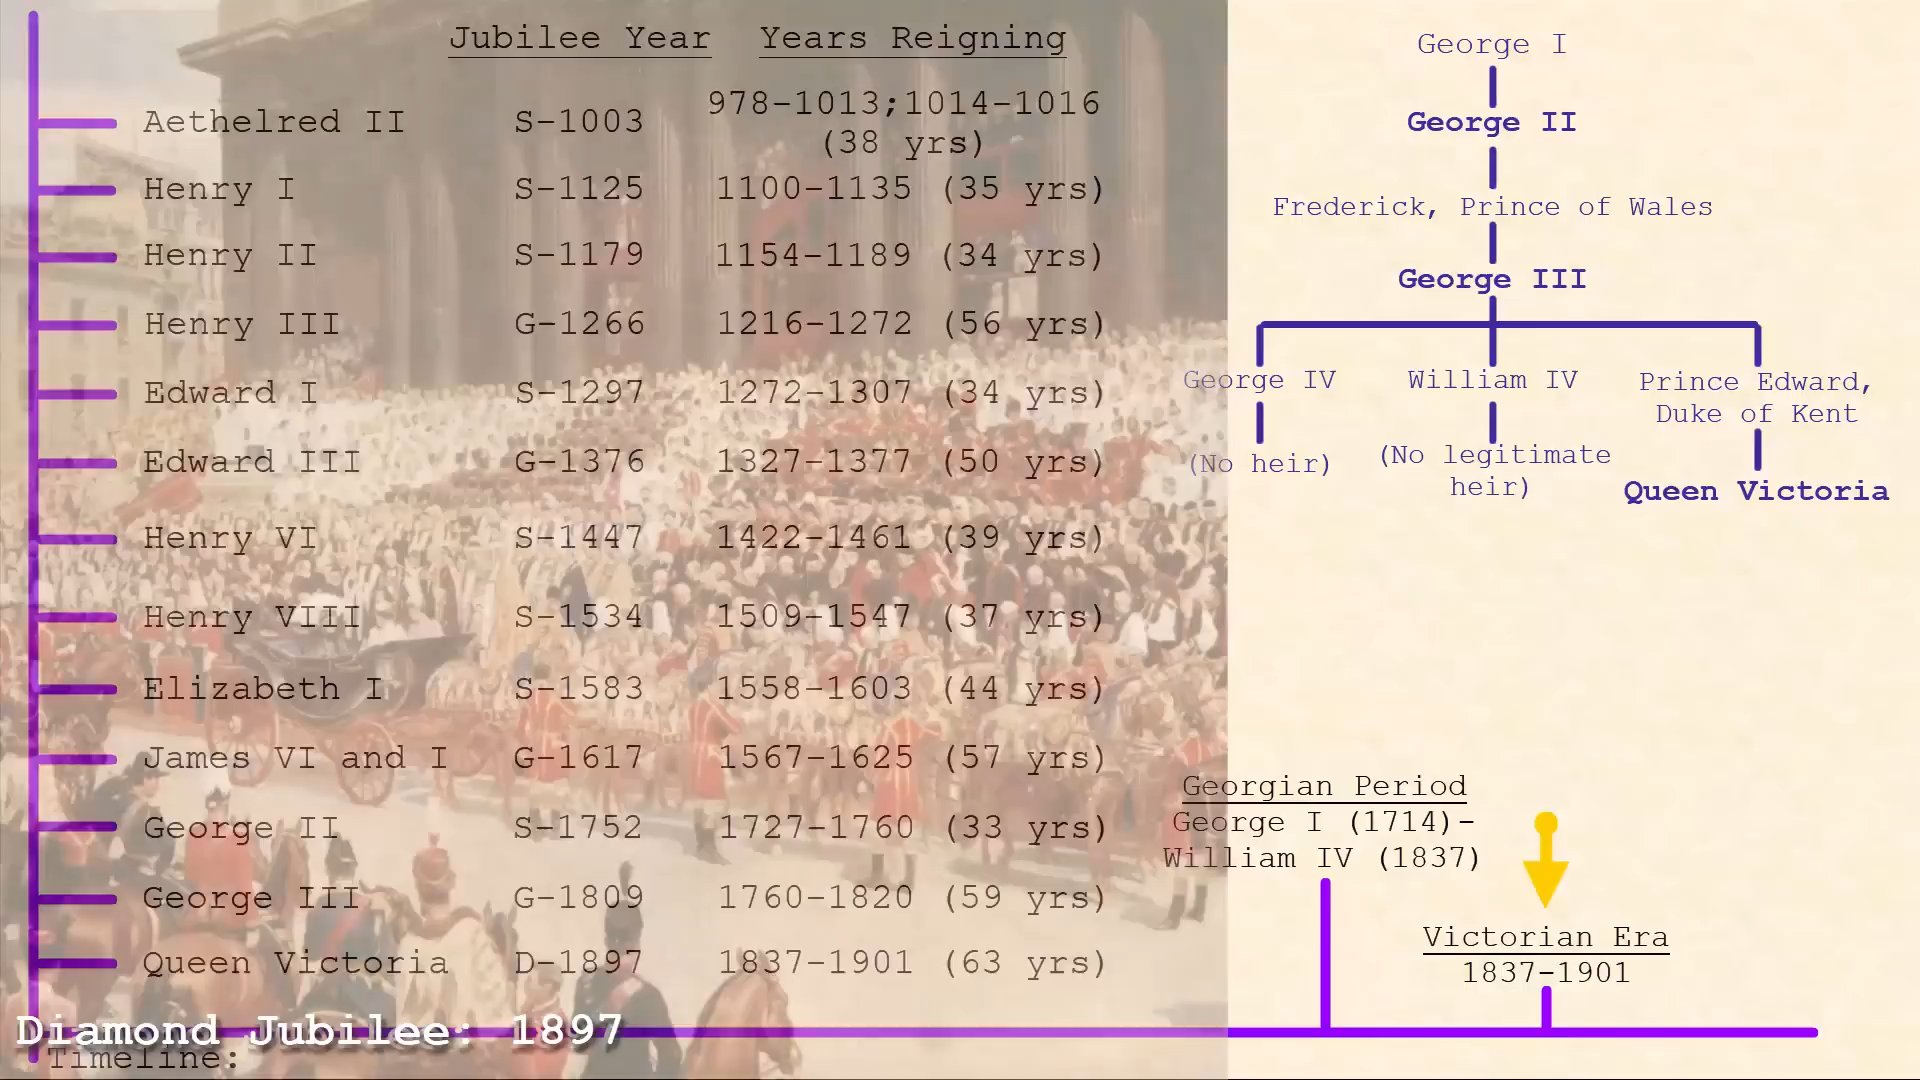 Jubilee Year Years Reigning
Aethelred II S-1003 978-1013;1014-1016
(38 yrs)
Henry I S-1125 1100-1135 (35 yrs)
Henry II S-1179 1154-1189 (34 yrs)
Henry III G-1266 1216-1272 (56 yrs)
Edward I S-1297 1272-1307 (34 yrs)
Edward III G-1376 1327-1377 (50 yrs)
Henry VI S-1447 1422-1461 (39 yrs)
Henry VIII S-1534 1509-1547 (37 yrs)
Elizabeth I S-1583 1558-1603 (44 yrs)
James VI and I G-1617 1567-1625 (57 yrs)
George II S-1752 1727-1760 (33 yrs)
George III G-1809 1760-1820 (59 yrs)
Queen Victoria D-1897 1837-1901 (63 yrs)
Diamond Jubilee: 1897
Timeline:
George I
George II
Frederick, Prince of Wales
George III
George IV
(No heir)
William IV
(No legitimate
heir)
Prince Edward,
Duke of Kent
Queen Victoria
Georgian Period
George I (1714)-
William IV (1837)
Victorian Era
1837-1901